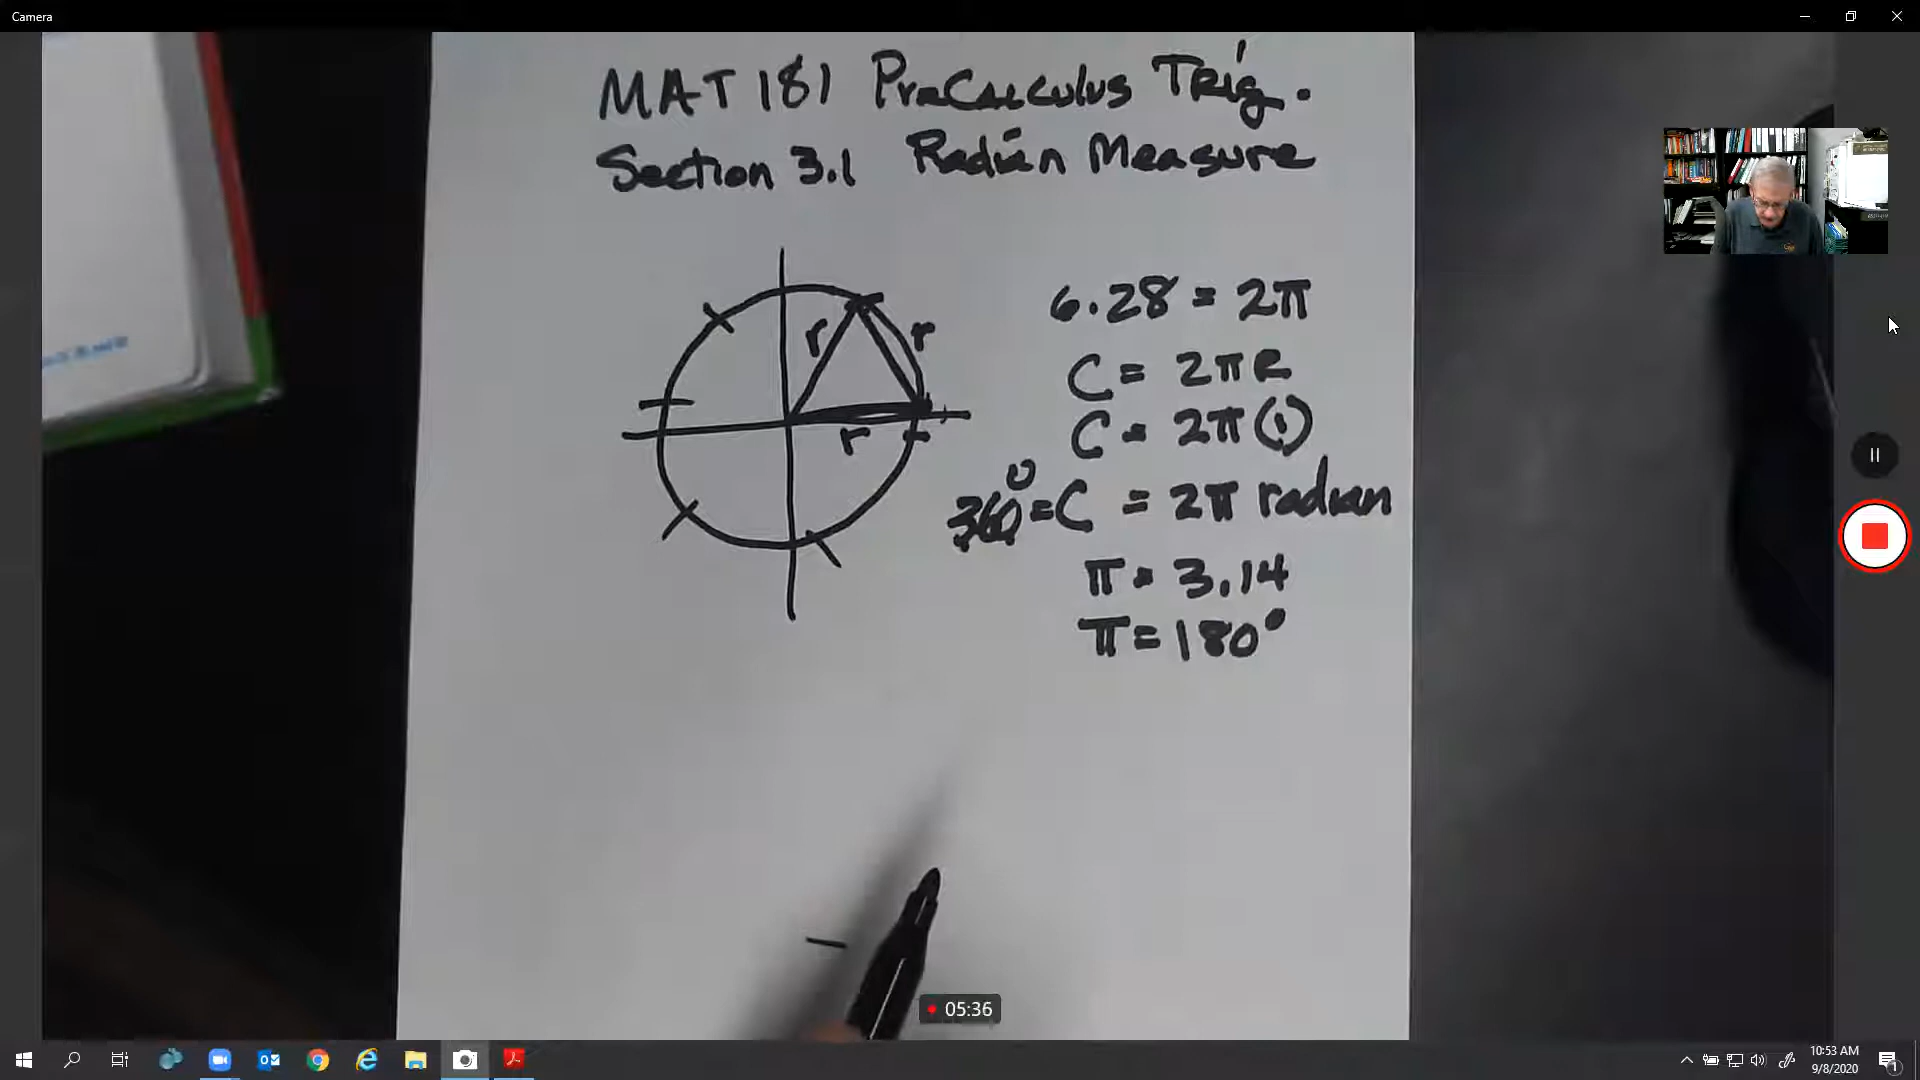 Camera
MAT 181 PreCalculus Trig.
Section 3.1 Radian Measure
r
r
r
6.28 = 2π
C = 2πR
C = 2π(1)
360° = C = 2π radian
π = 3.14
π = 180°
05:36
10:53 AM
9/8/2020
1